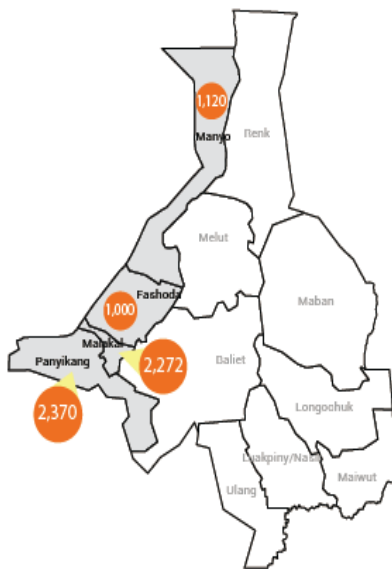 1,120
Manyo
Renk
Melut
Fashoda
Maban
1,000
Malakal
Panyikang
2,272
Baliet
2,370
Longochuk
Luakpiny/Nasir
Maiwut
Ulang